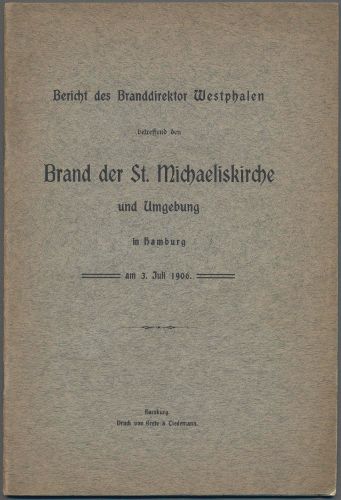 Bericht des Branddirektor Westphalen
betreffend den
Brand der St. Michaeliskirche
und Umgebung
in Hamburg
am 3. Juli 1906.
Hamburg
Druck von Grefe & Tiedemann.